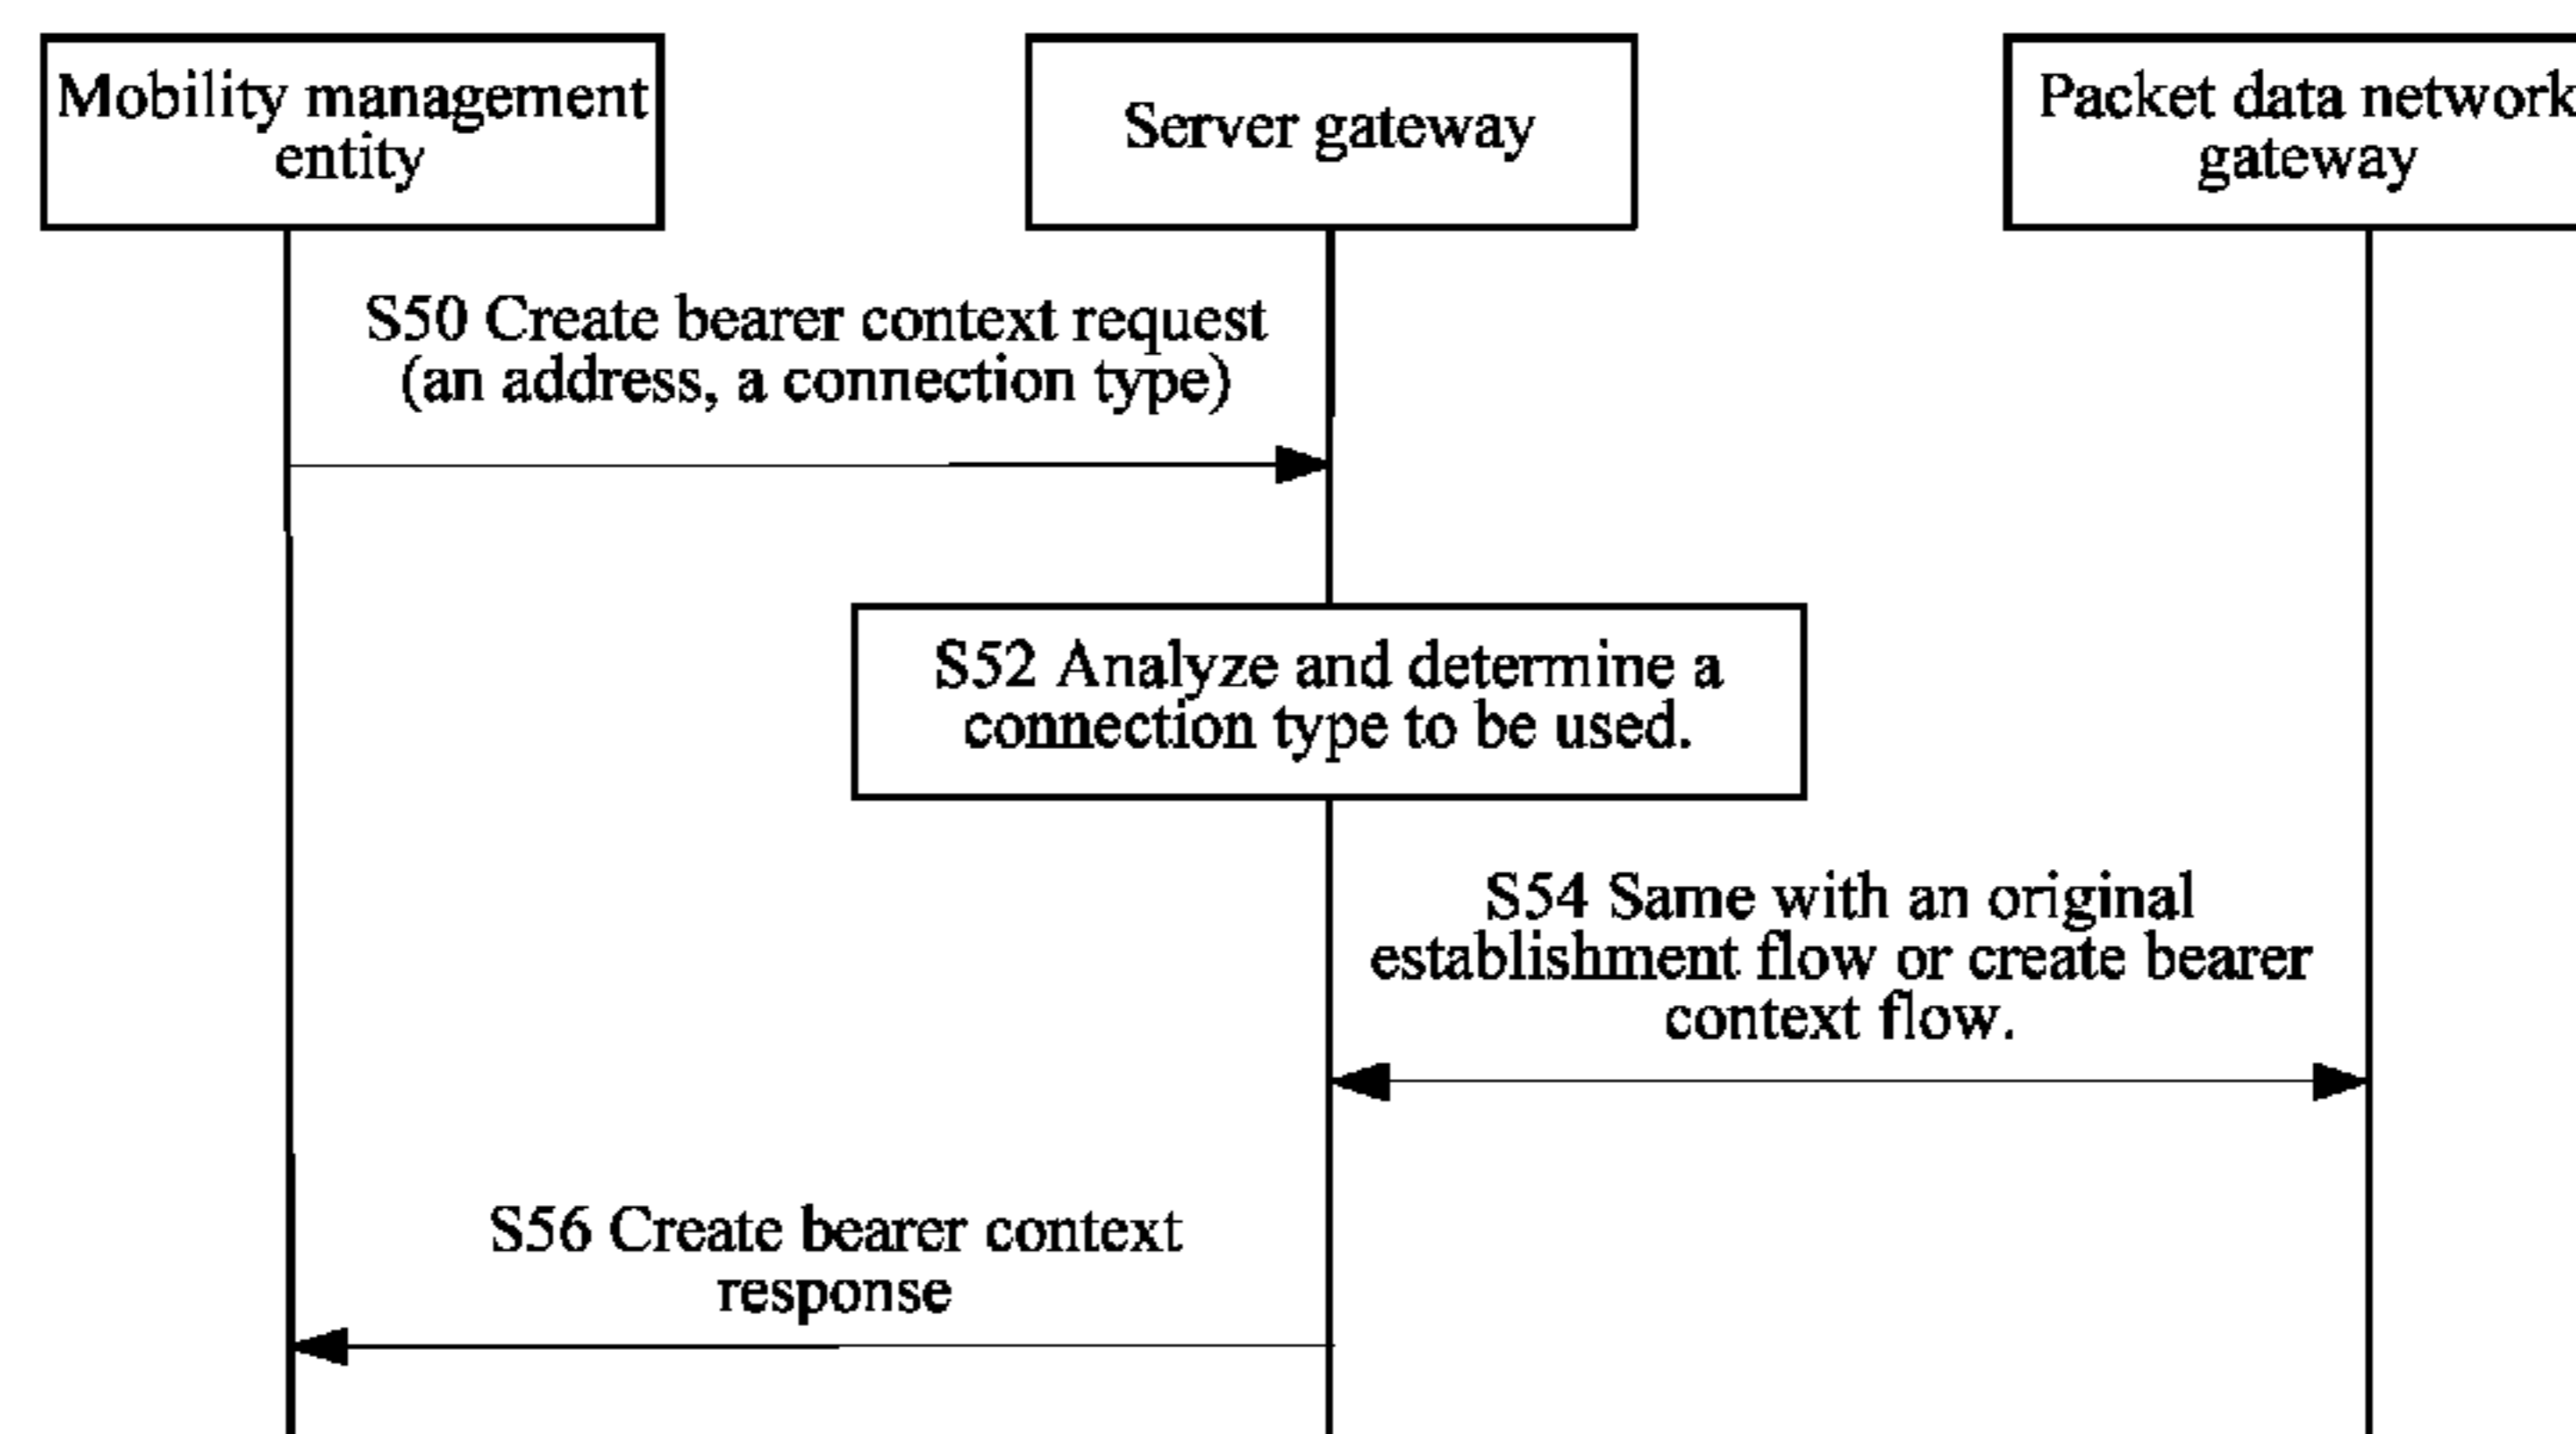 Mobility management
entity
Server gateway
Packet data network
gateway
S50 Create bearer context request
(an address, a connection type)
S52 Analyze and determine a
connection type to be used.
S54 Same with an original
establishment flow or create bearer
context flow.
S56 Create bearer context
response